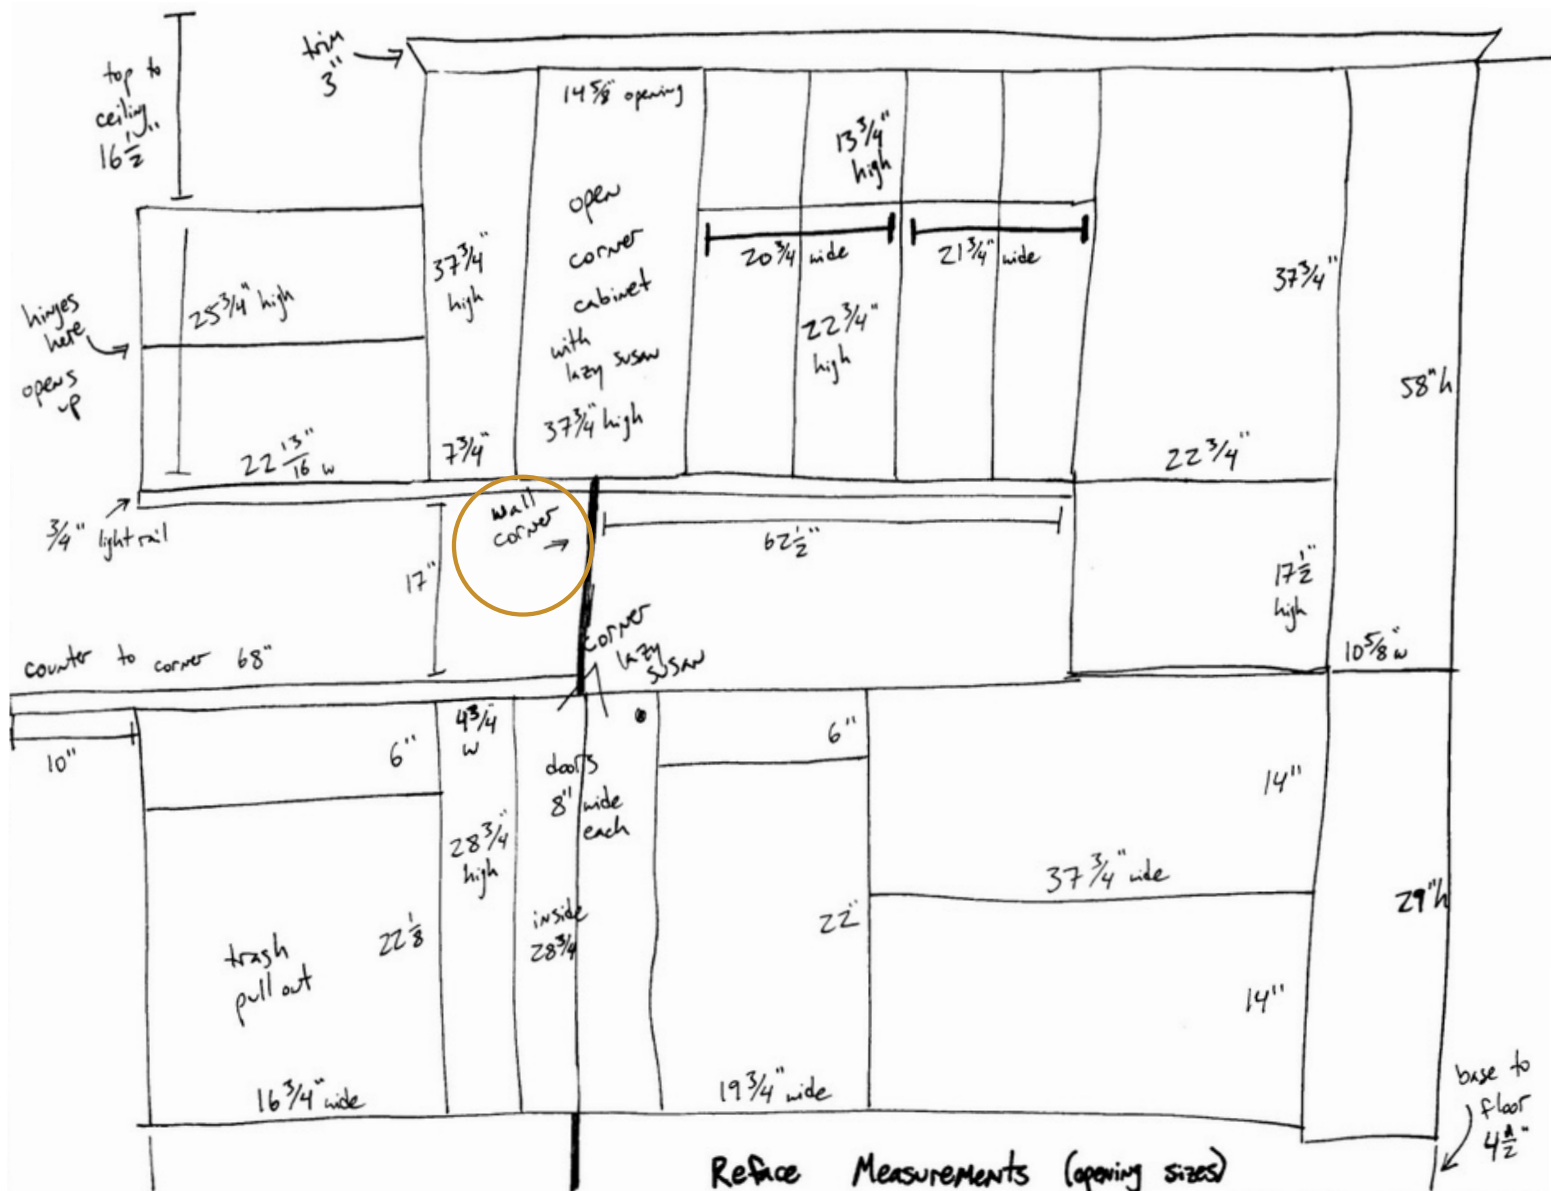 trim
3"
top to
ceiling
16 1/2"
14 5/8" opening
13 3/4"
high
open
corner
cabinet
with
lazy susan
37 3/4" high
20 3/4 wide
21 3/4" wide
37 3/4"
high
37 3/4"
25 3/4" high
hinges
here
opens
up
22 3/4"
high
58"h
22 13/16" w
7 3/4"
22 3/4"
wall
corner
3/4" light rail
62 1/2"
17"
17 1/2"
high
corner
lazy
susan
counter to corner 68"
10 5/8" w
10"
6"
4 3/4
w
doors
8" wide
each
6"
14"
28 3/4"
high
37 3/4" wide
29"h
22 1/8
inside
28 3/4
22"
trash
pull out
14"
16 3/4" wide
19 3/4" wide
base to
floor
4 1/2"
Reface Measurements (opening sizes)